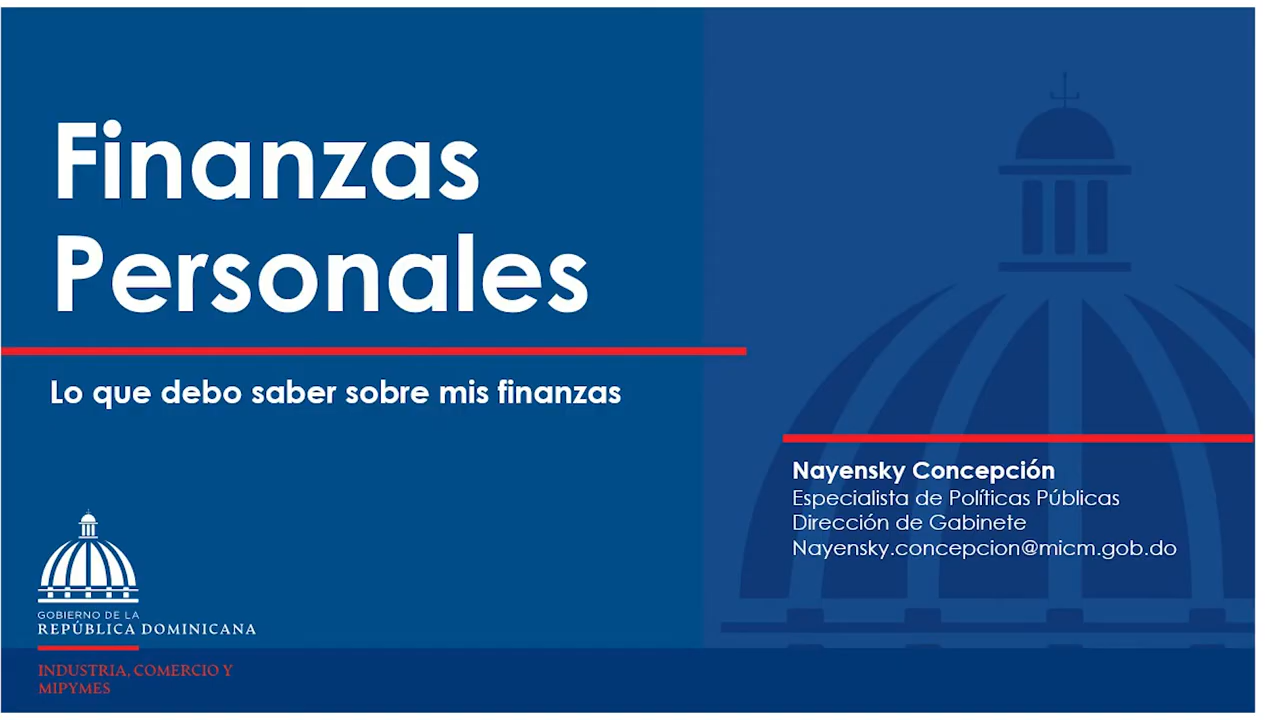 Finanzas
Personales
Lo que debo saber sobre mis finanzas
Nayensky Concepción
Especialista de Políticas Públicas
Dirección de Gabinete
Nayensky.concepcion@micm.gob.do
GOBIERNO DE LA
REPÚBLICA DOMINICANA
INDUSTRIA, COMERCIO Y
MIPYMES